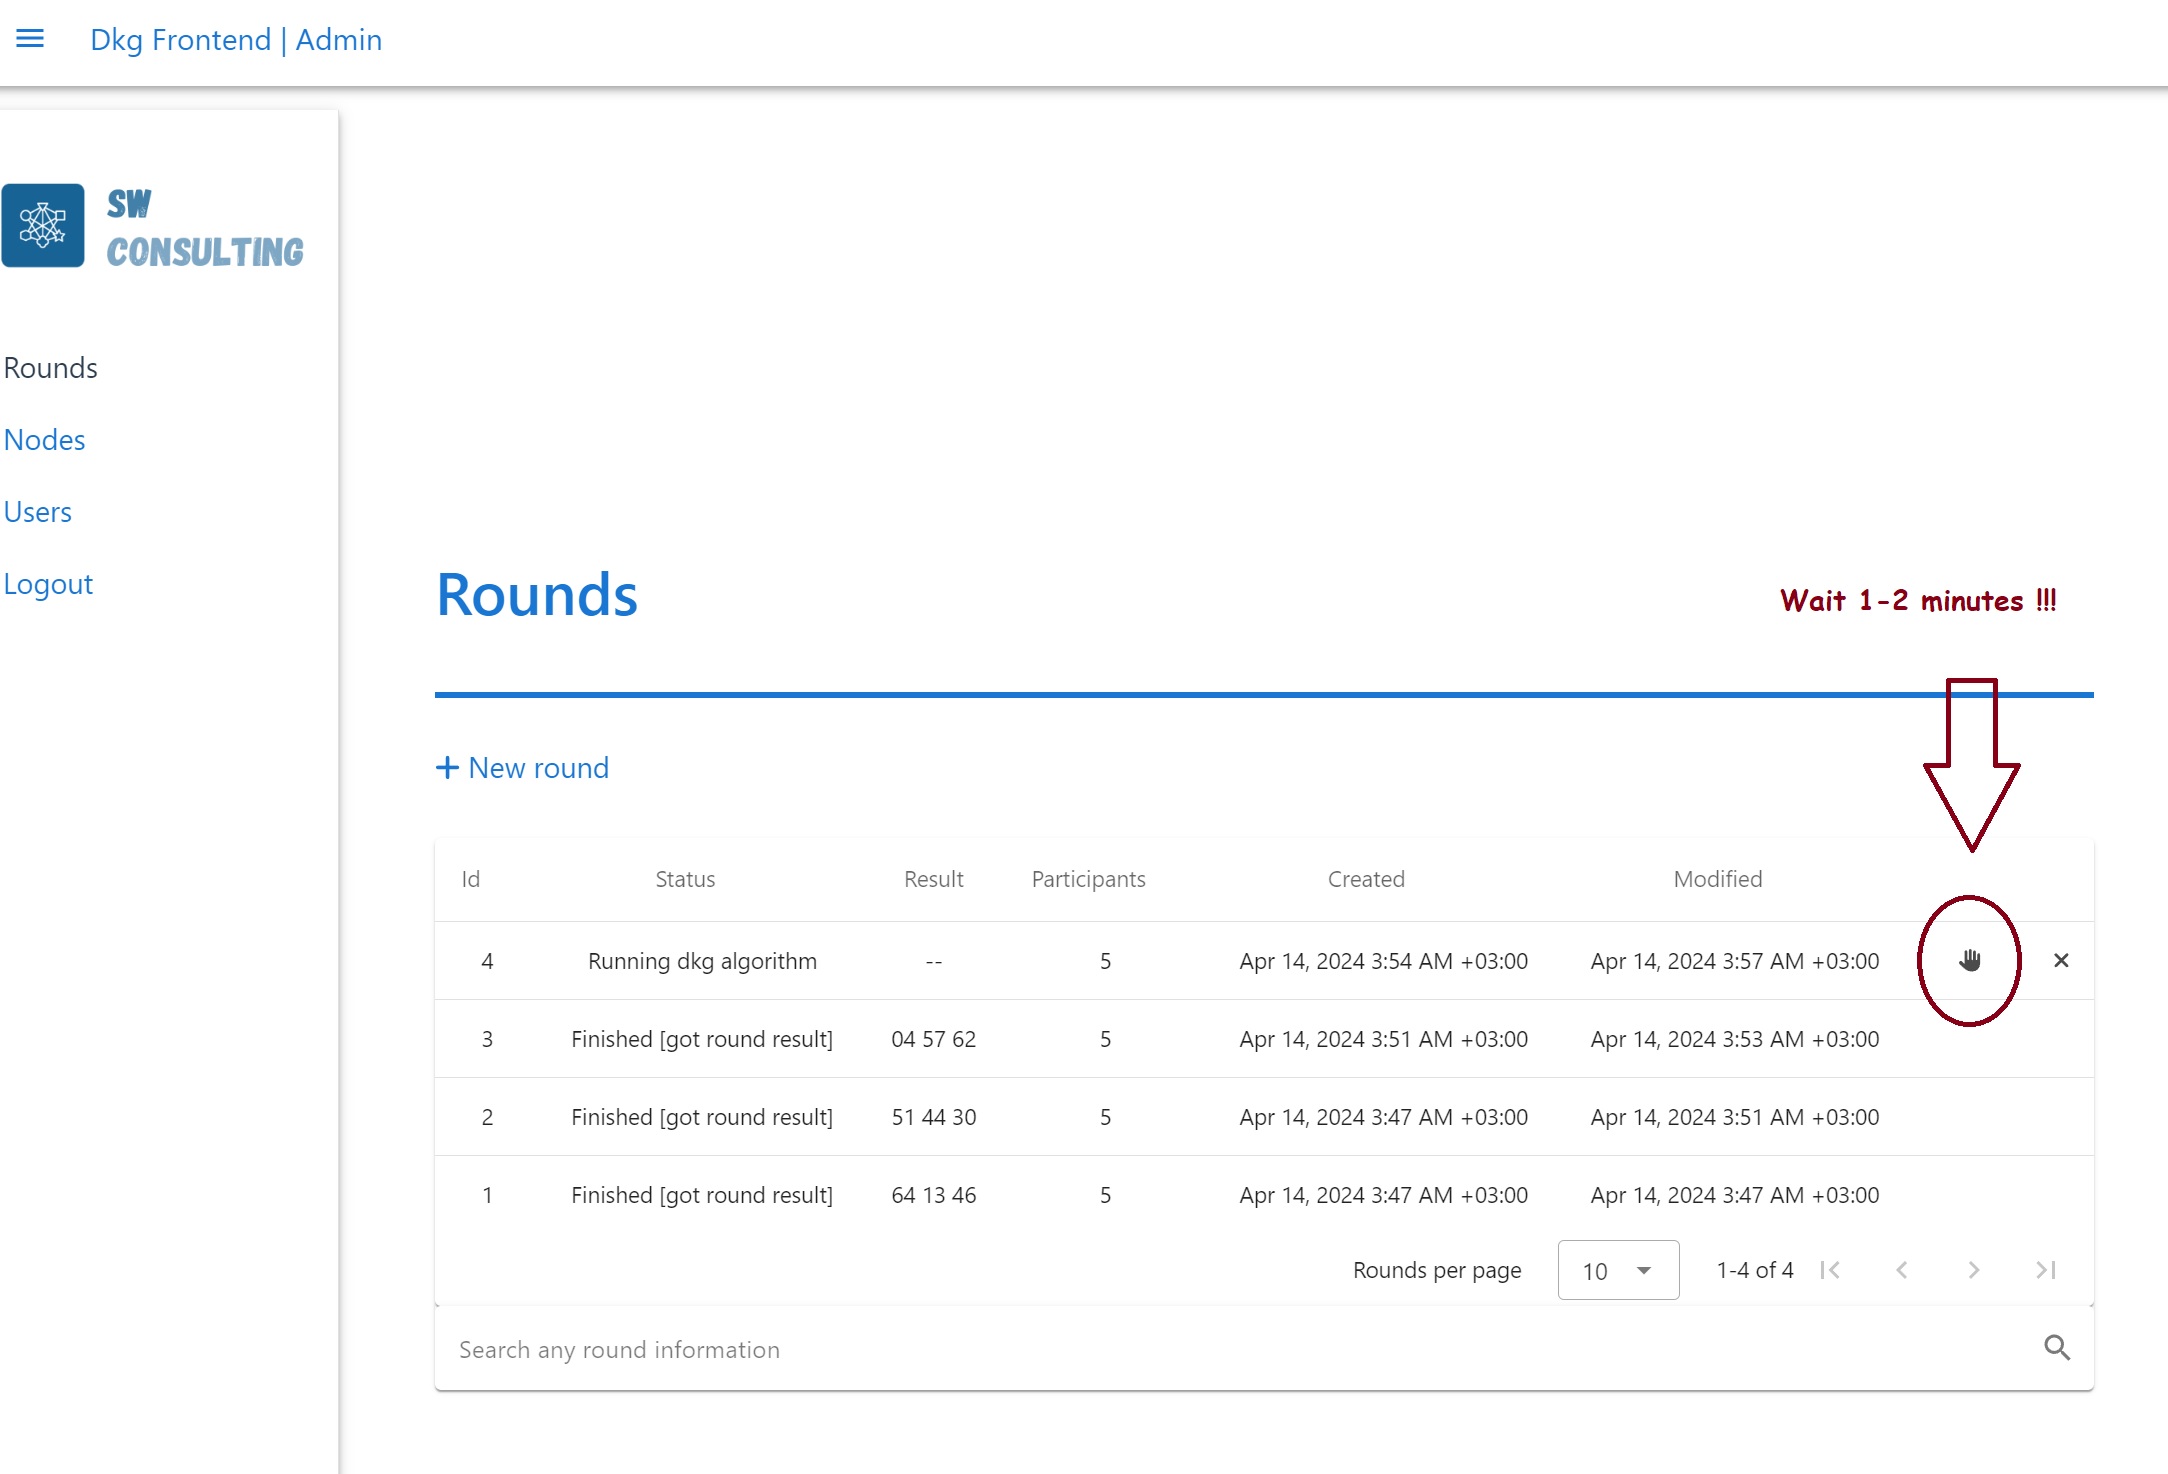 Dkg Frontend | Admin
SW
CONSULTING
Rounds
Nodes
Users
Logout
Rounds
Wait 1-2 minutes !!!
+ New round
Id Status Result Participants Created Modified
4 Running dkg algorithm -- 5 Apr 14, 2024 3:54 AM +03:00 Apr 14, 2024 3:57 AM +03:00
3 Finished [got round result] 04 57 62 5 Apr 14, 2024 3:51 AM +03:00 Apr 14, 2024 3:53 AM +03:00
2 Finished [got round result] 51 44 30 5 Apr 14, 2024 3:47 AM +03:00 Apr 14, 2024 3:51 AM +03:00
1 Finished [got round result] 64 13 46 5 Apr 14, 2024 3:47 AM +03:00 Apr 14, 2024 3:47 AM +03:00
Rounds per page 10 1-4 of 4
Search any round information